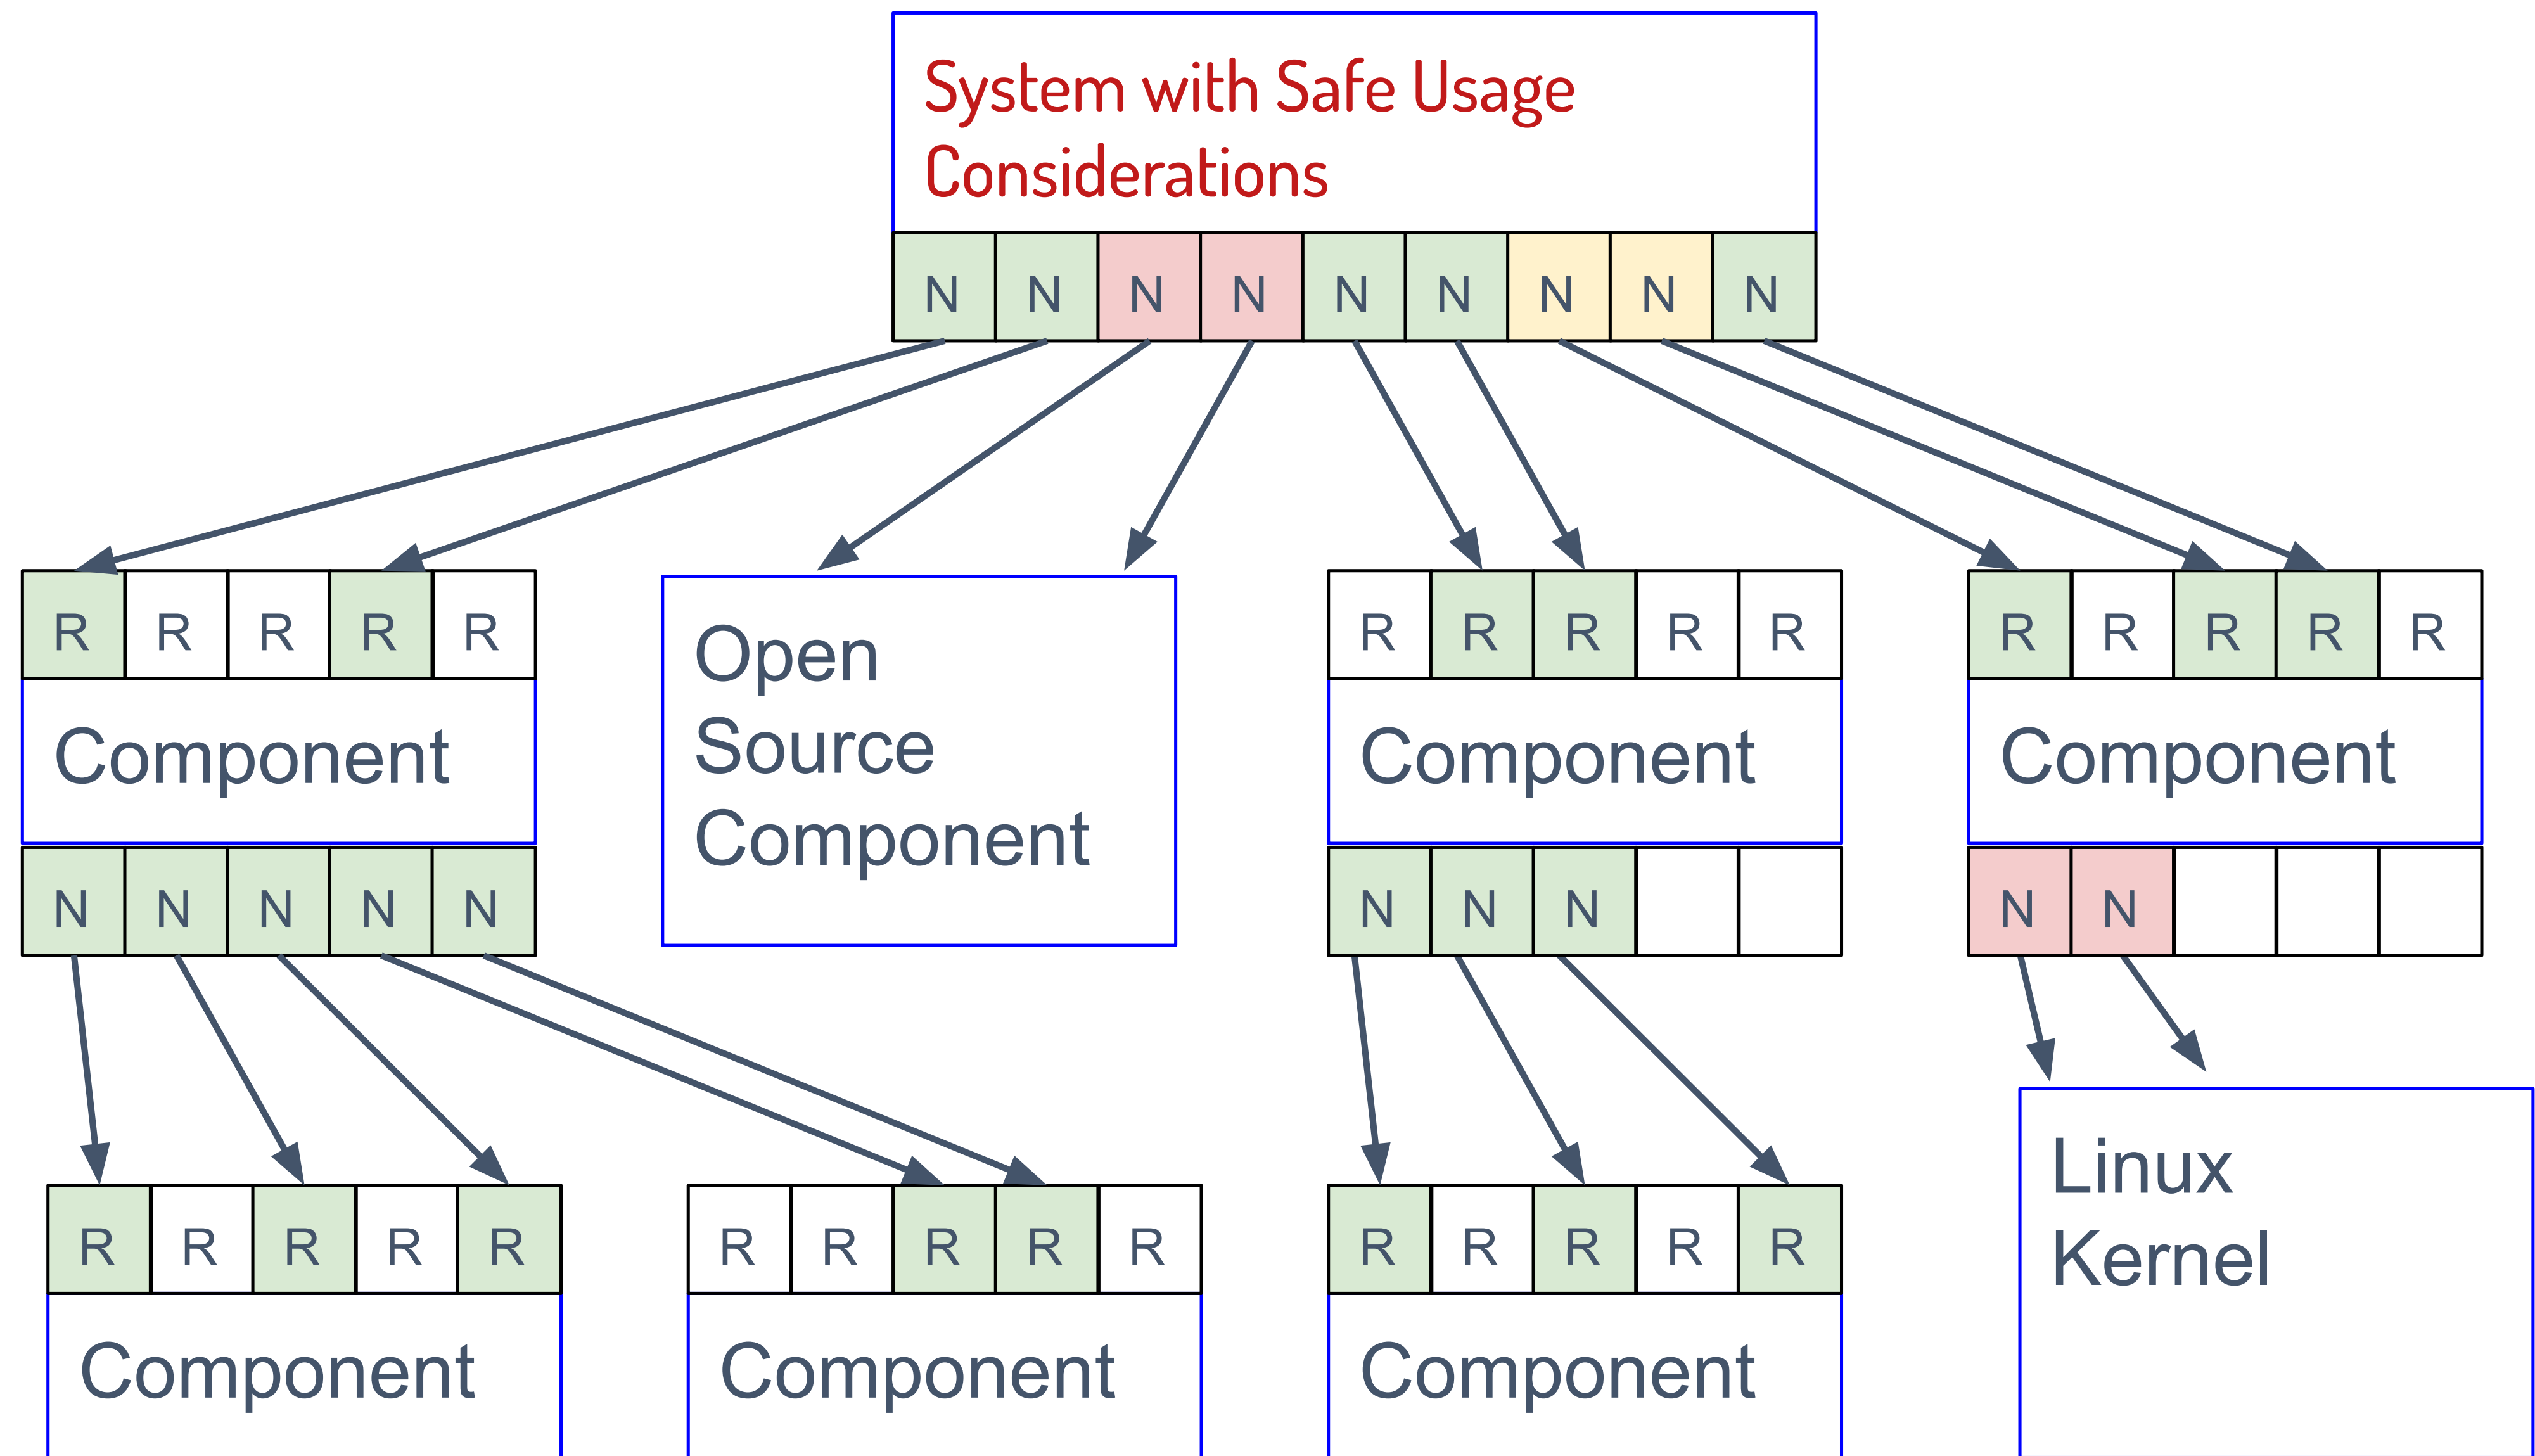 System with Safe Usage
Considerations
N N N N N N N N N
R R R R R
Open
Source
Component
R R R R R
R R R R R
Component
Component
Component
N N N N N
N N N
N N
R R R R R
Component
R R R R R
Component
R R R R R
Component
Linux
Kernel